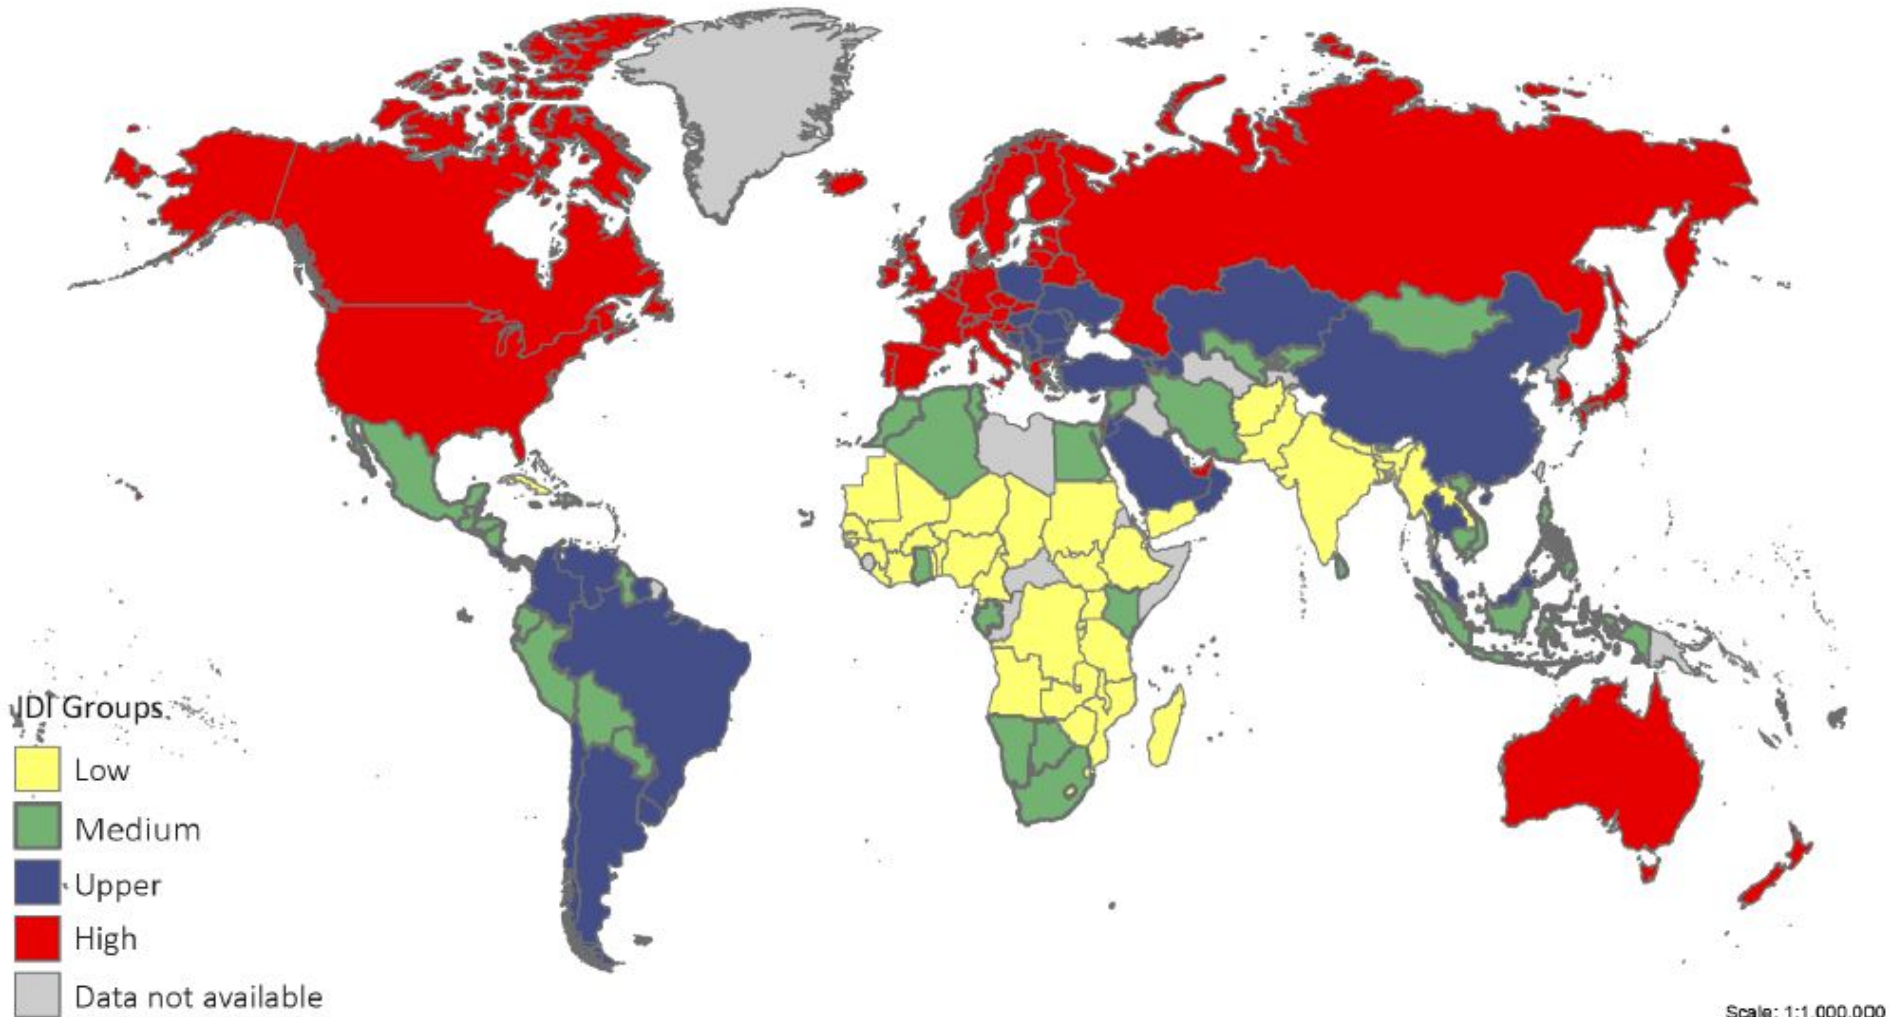 IDI Groups
Low
Medium
Upper
High
Data not available
Scale: 1:1.000.000